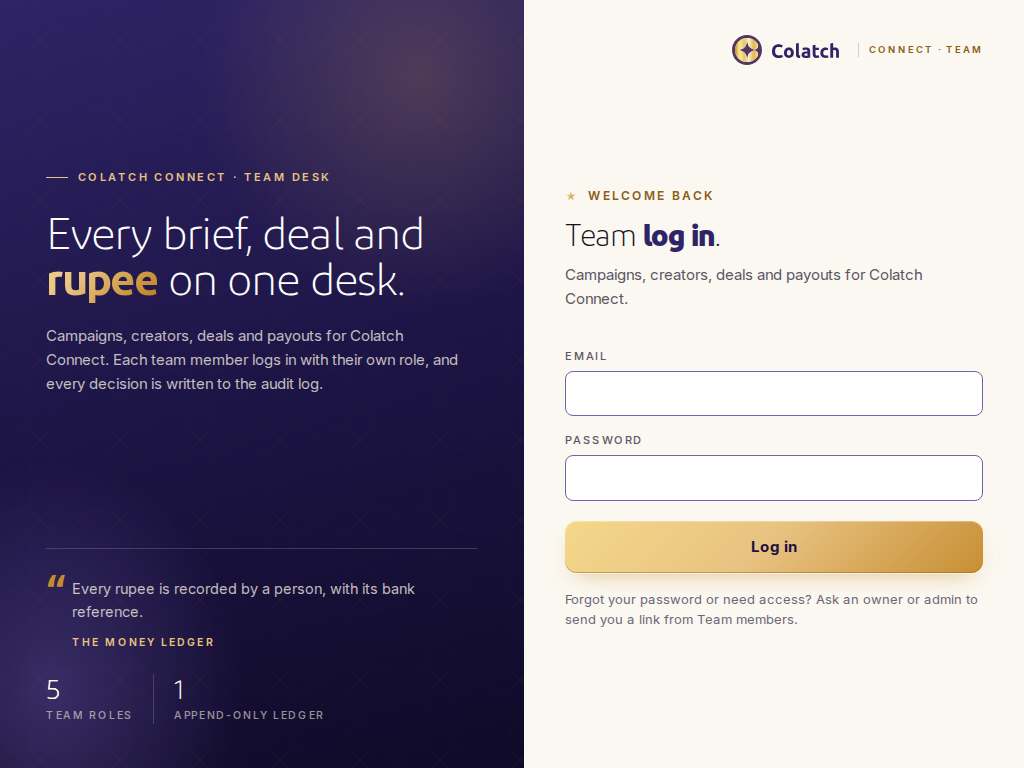 COLATCH CONNECT · TEAM DESK
Every brief, deal and
rupee on one desk.
Campaigns, creators, deals and payouts for Colatch
Connect. Each team member logs in with their own role, and
every decision is written to the audit log.
“ Every rupee is recorded by a person, with its bank
reference.
THE MONEY LEDGER
5
TEAM ROLES
1
APPEND-ONLY LEDGER
Colatch
CONNECT · TEAM
★ WELCOME BACK
Team log in.
Campaigns, creators, deals and payouts for Colatch
Connect.
EMAIL
PASSWORD
Log in
Forgot your password or need access? Ask an owner or admin to
send you a link from Team members.